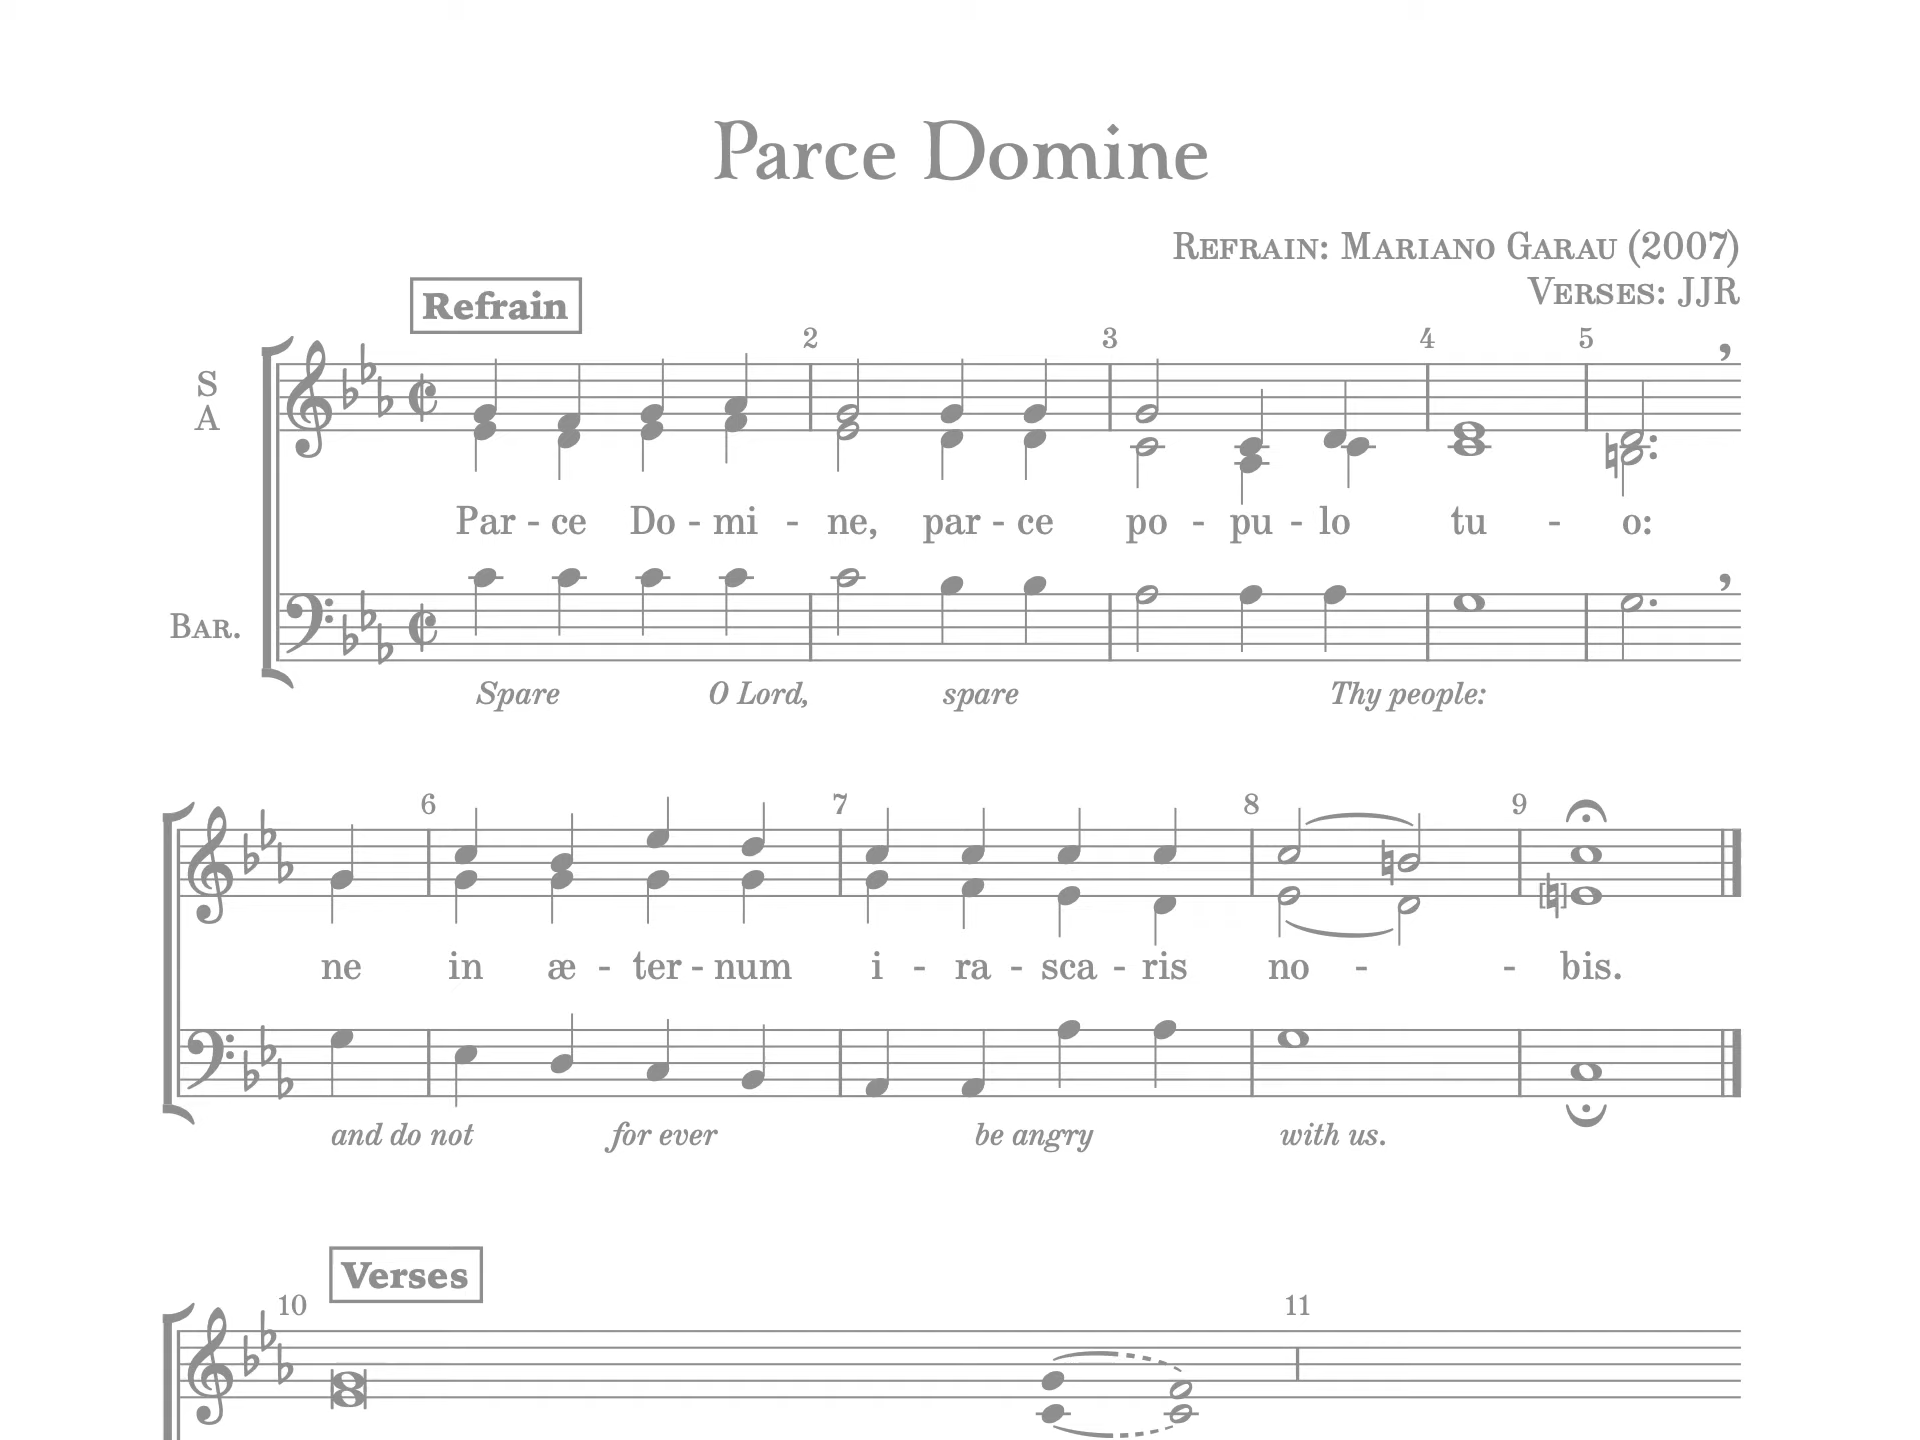 Parce Domine
Refrain: Mariano Garau (2007)
Verses: JJR
Refrain
2 3 4 5
S
A
Par - ce Do - mi - ne, par - ce po - pu - lo tu - o:
Bar.
Spare O Lord, spare Thy people:
6 7 8 9
ne in æ - ter - num i - ra - sca - ris no - - bis.
and do not for ever be angry with us.
Verses
10 11